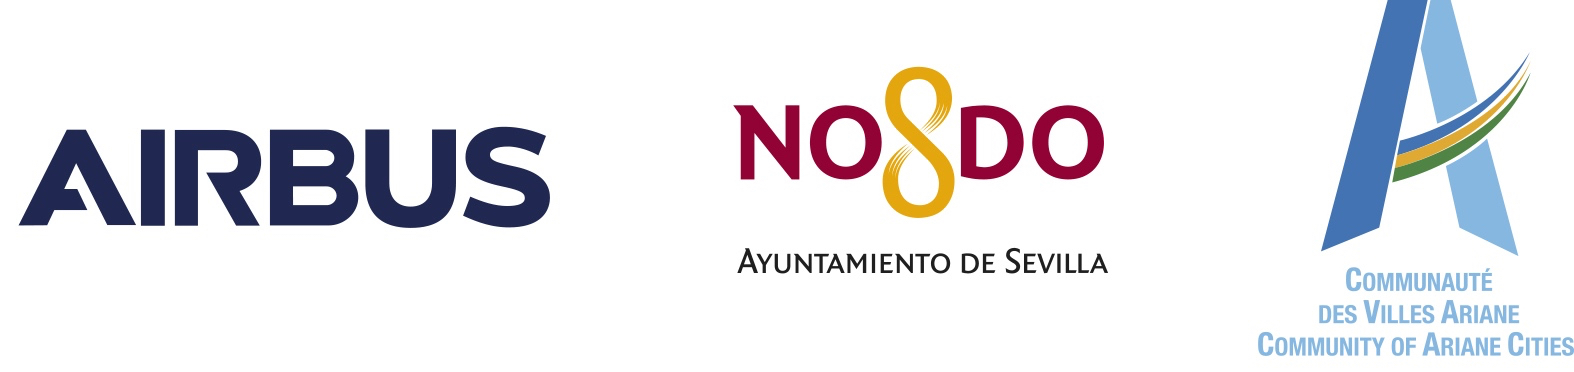 AIRBUS
NO8DO
AYUNTAMIENTO DE SEVILLA
COMMUNAUTÉ
DES VILLES ARIANE
COMMUNITY OF ARIANE CITIES